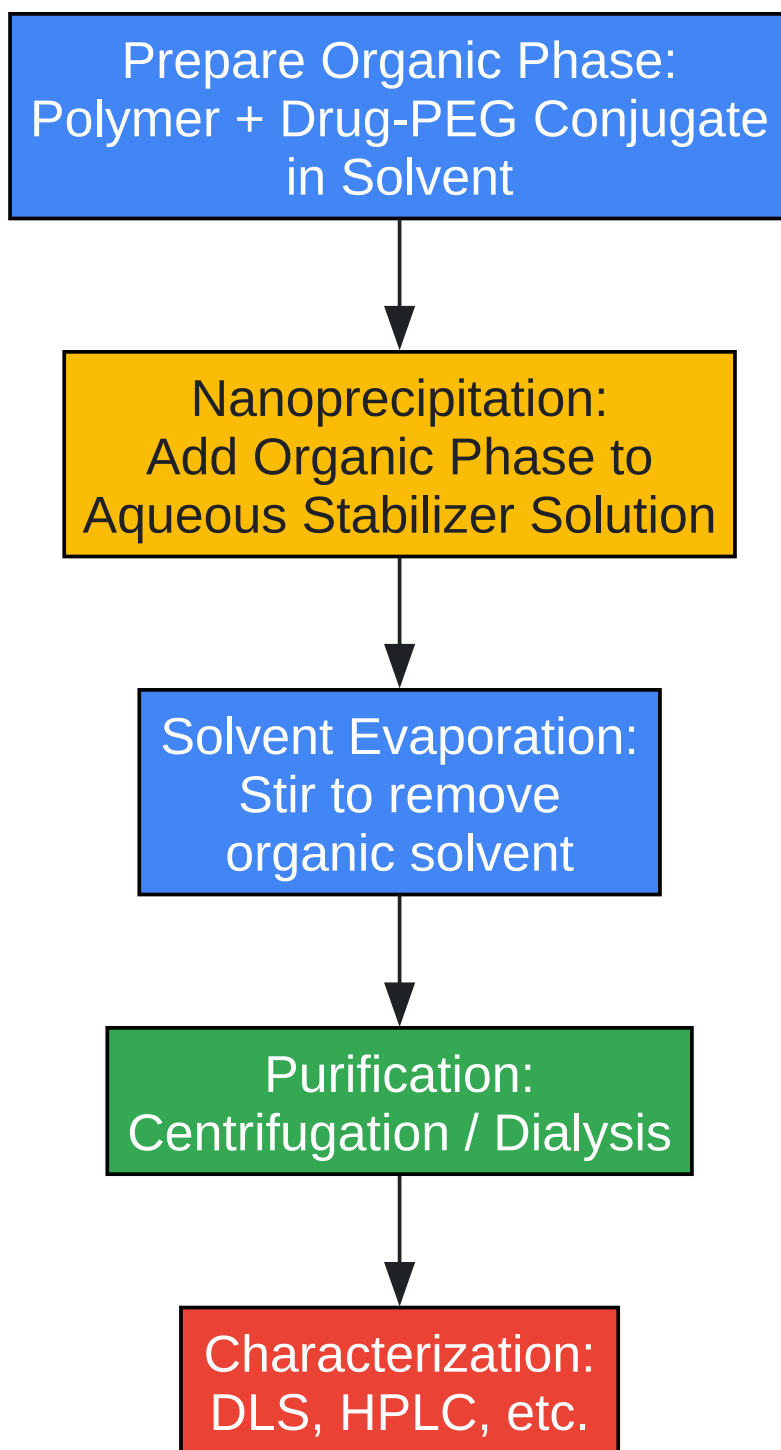 Prepare Organic Phase:
Polymer + Drug-PEG Conjugate
in Solvent
Nanoprecipitation:
Add Organic Phase to
Aqueous Stabilizer Solution
Solvent Evaporation:
Stir to remove
organic solvent
Purification:
Centrifugation / Dialysis
Characterization:
DLS, HPLC, etc.